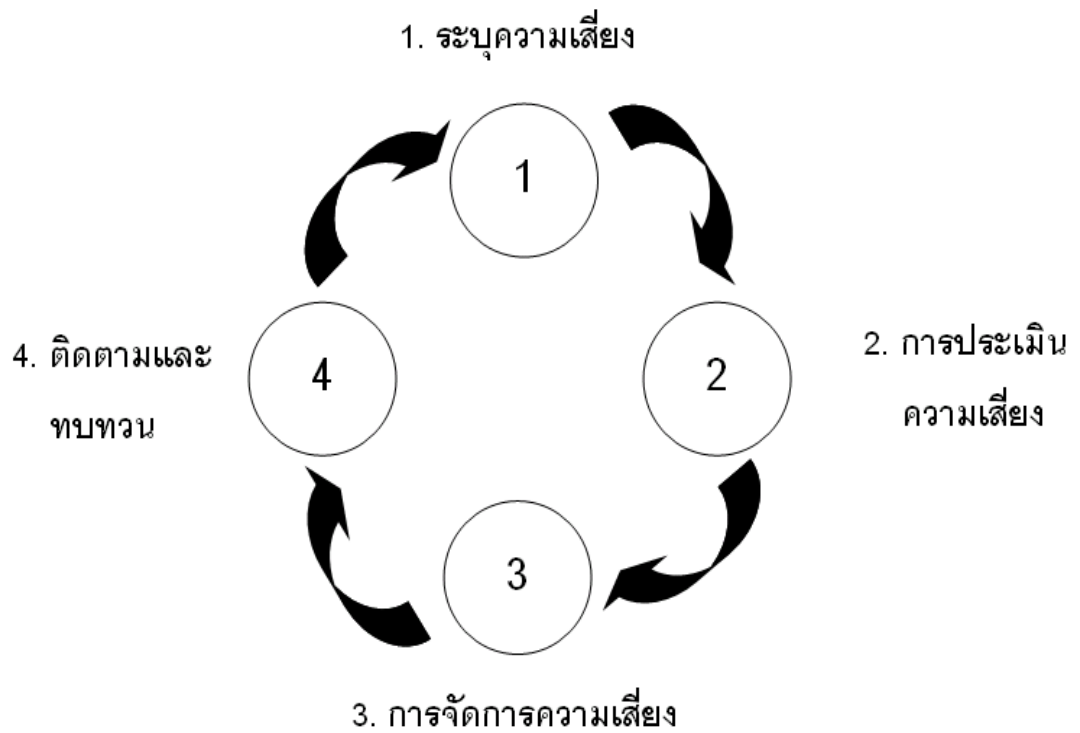 1. ระบุความเสี่ยง
1
2
3
4
2. การประเมิน
ความเสี่ยง
3. การจัดการความเสี่ยง
4. ติดตามและ
ทบทวน